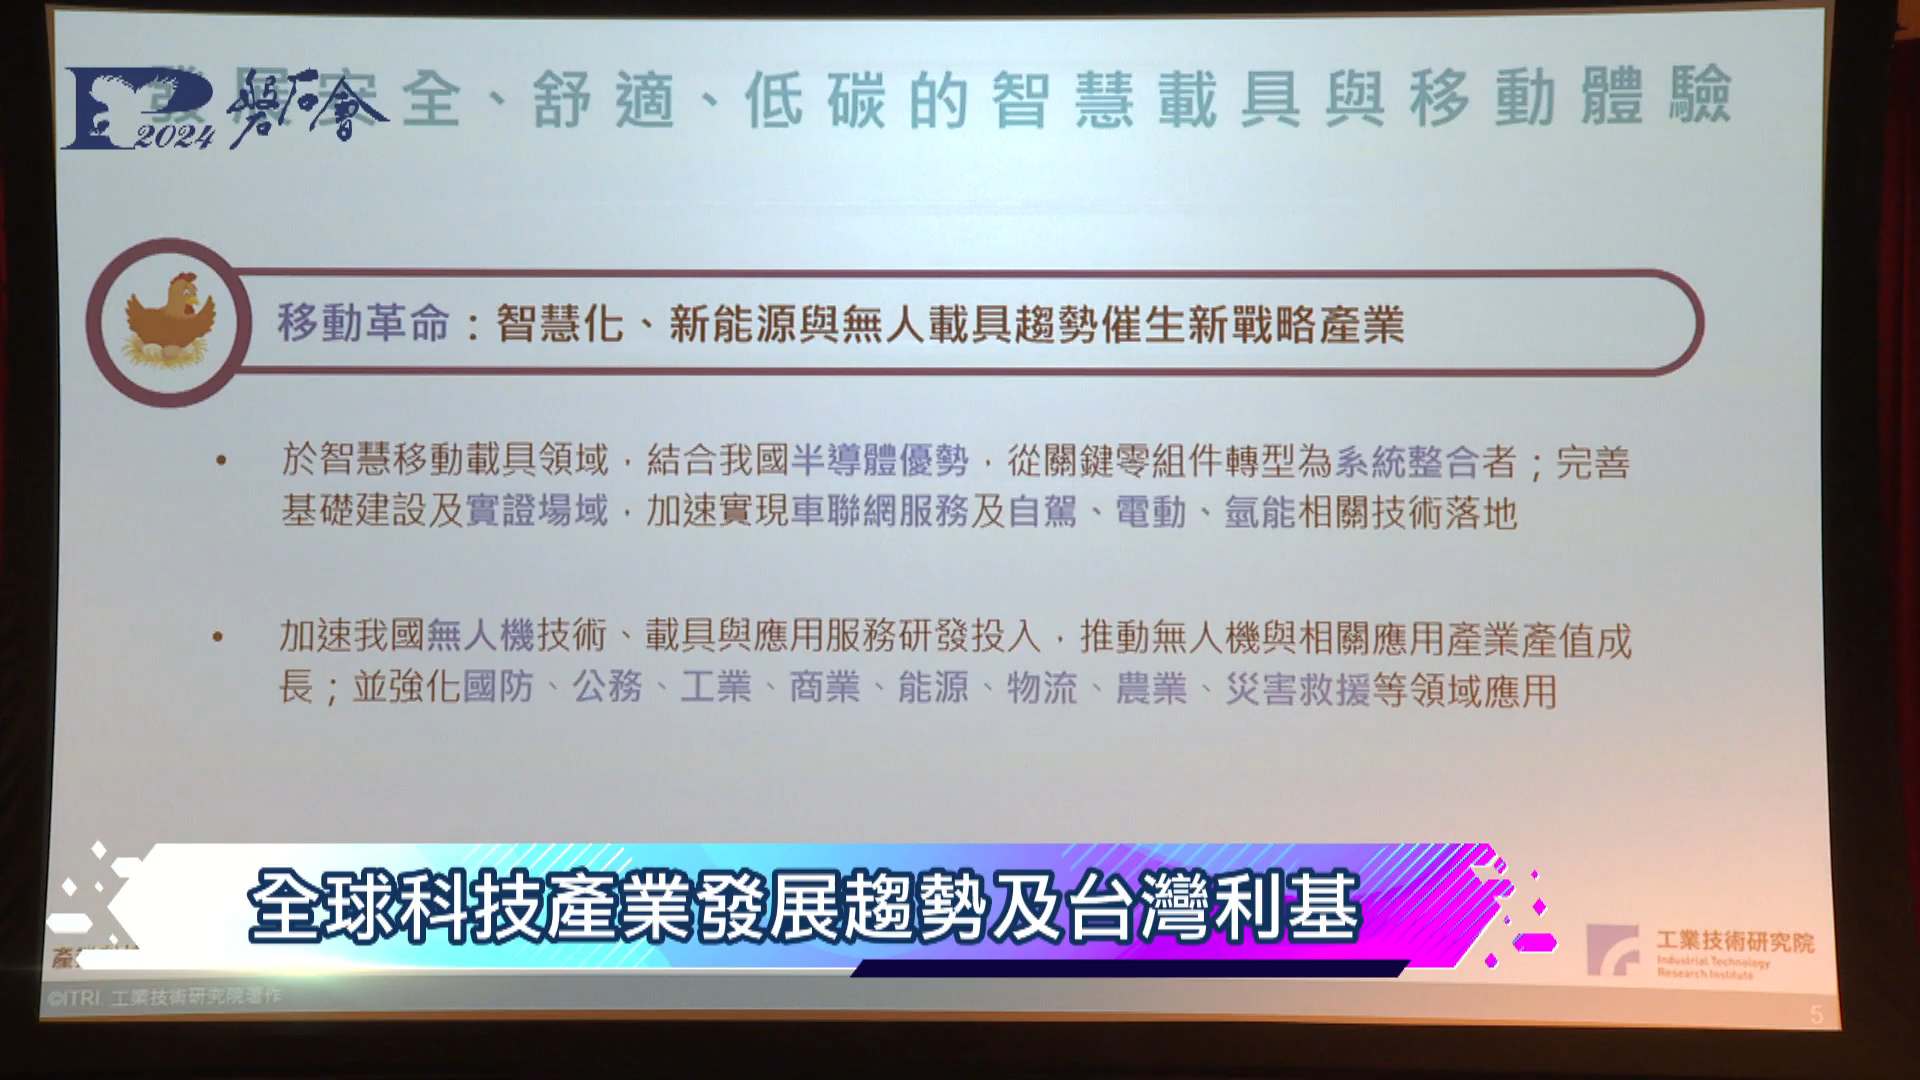 發展安全、舒適、低碳的智慧載具與移動體驗
2024 磐石會
移動革命：智慧化、新能源與無人載具趨勢催生新戰略產業
• 於智慧移動載具領域，結合我國半導體優勢，從關鍵零組件轉型為系統整合者；完善
基礎建設及實證場域，加速實現車聯網服務及自駕、電動、氫能相關技術落地
• 加速我國無人機技術、載具與應用服務研發投入，推動無人機與相關應用產業產值成
長；並強化國防、公務、工業、商業、能源、物流、農業、災害救援等領域應用
全球科技產業發展趨勢及台灣利基
工業技術研究院
Industrial Technology
Research Institute
©ITRI. 工業技術研究院著作
5